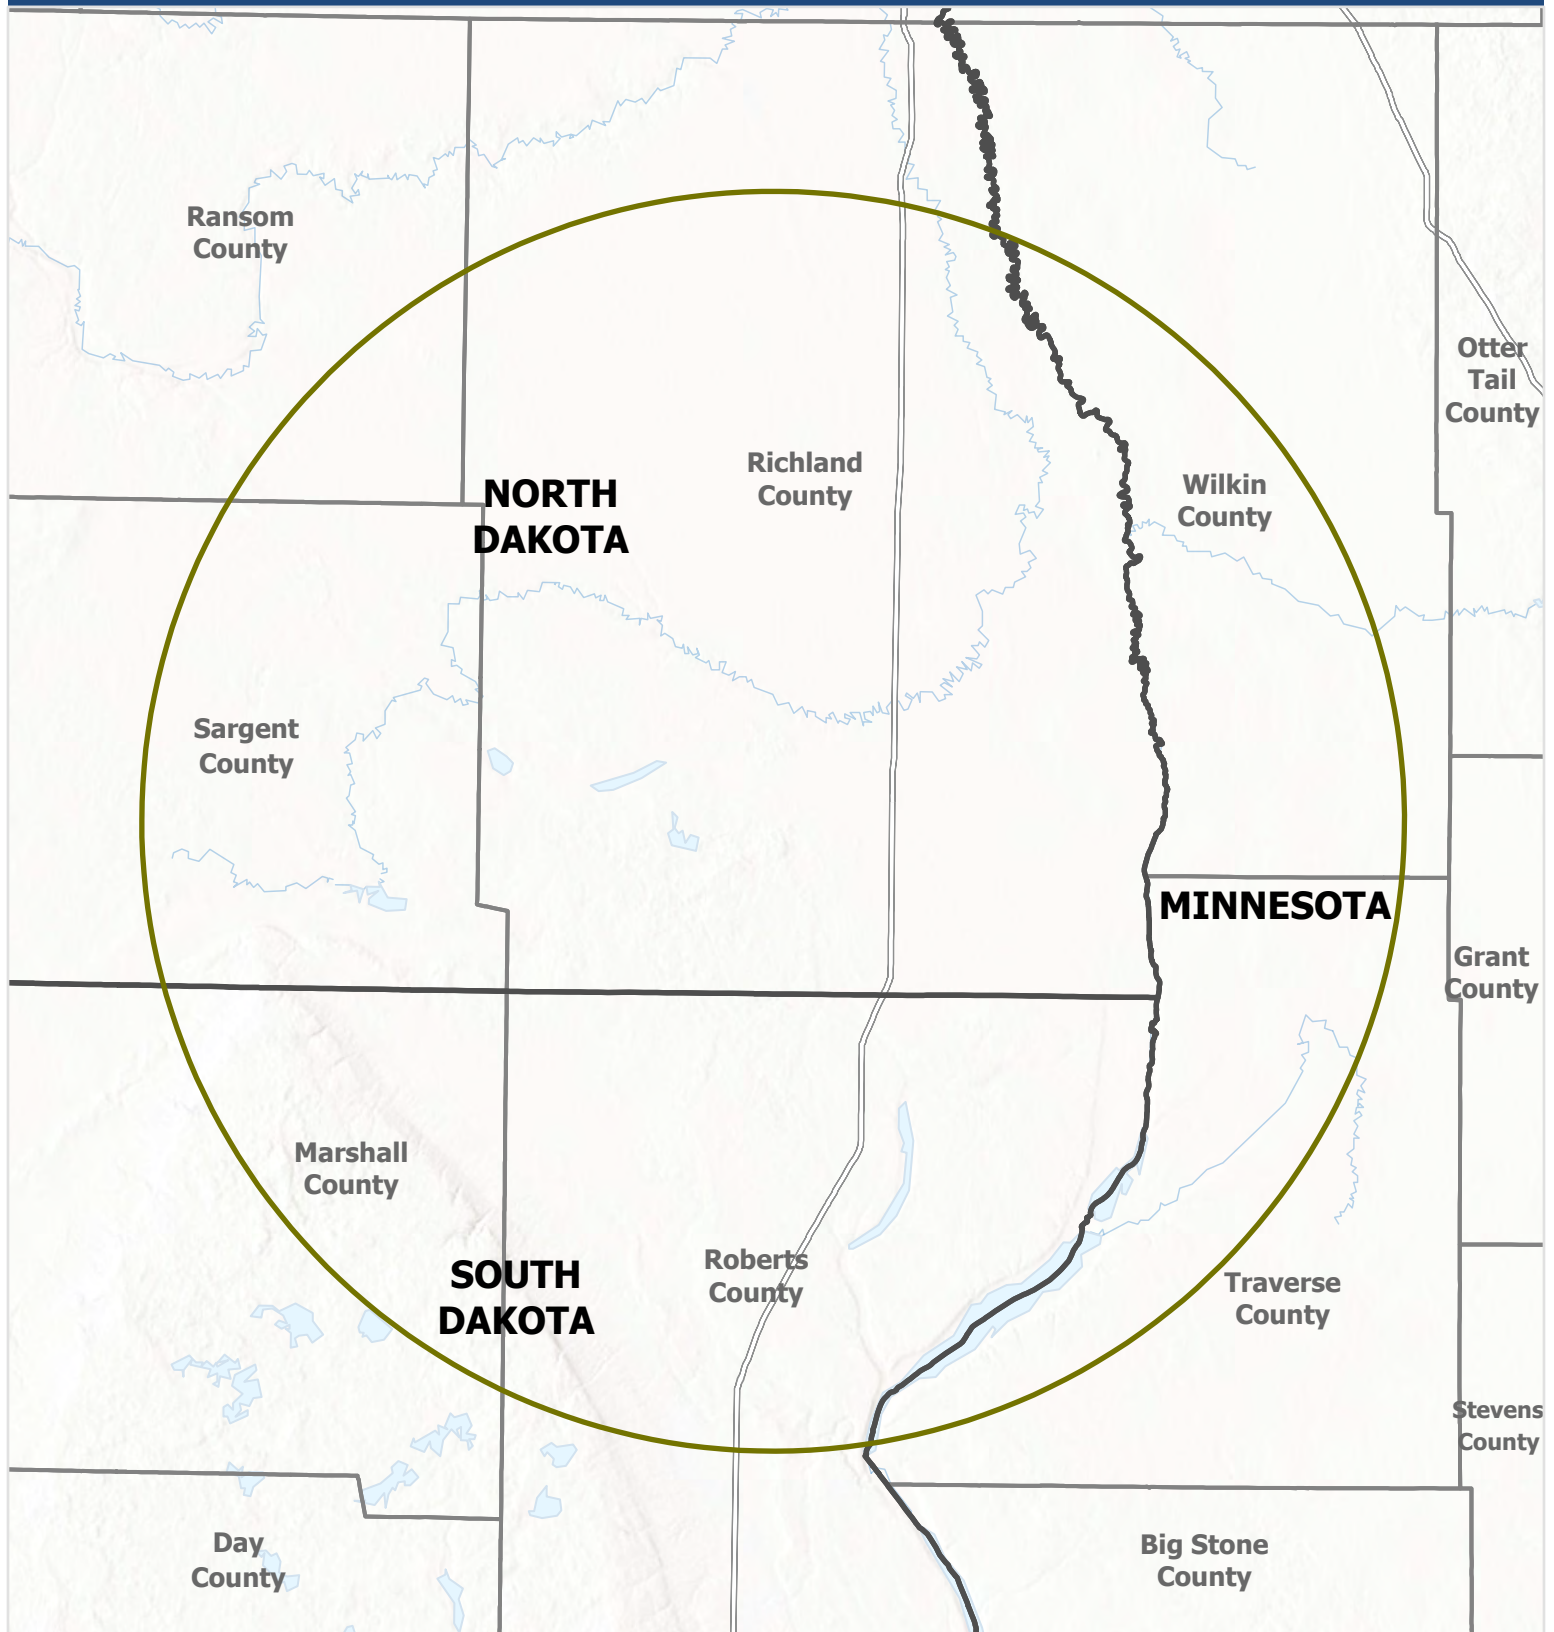 Ransom
County
Otter
Tail
County
Richland
County
Wilkin
County
NORTH
DAKOTA
Sargent
County
MINNESOTA
Grant
County
Marshall
County
Roberts
County
SOUTH
DAKOTA
Traverse
County
Stevens
County
Day
County
Big Stone
County